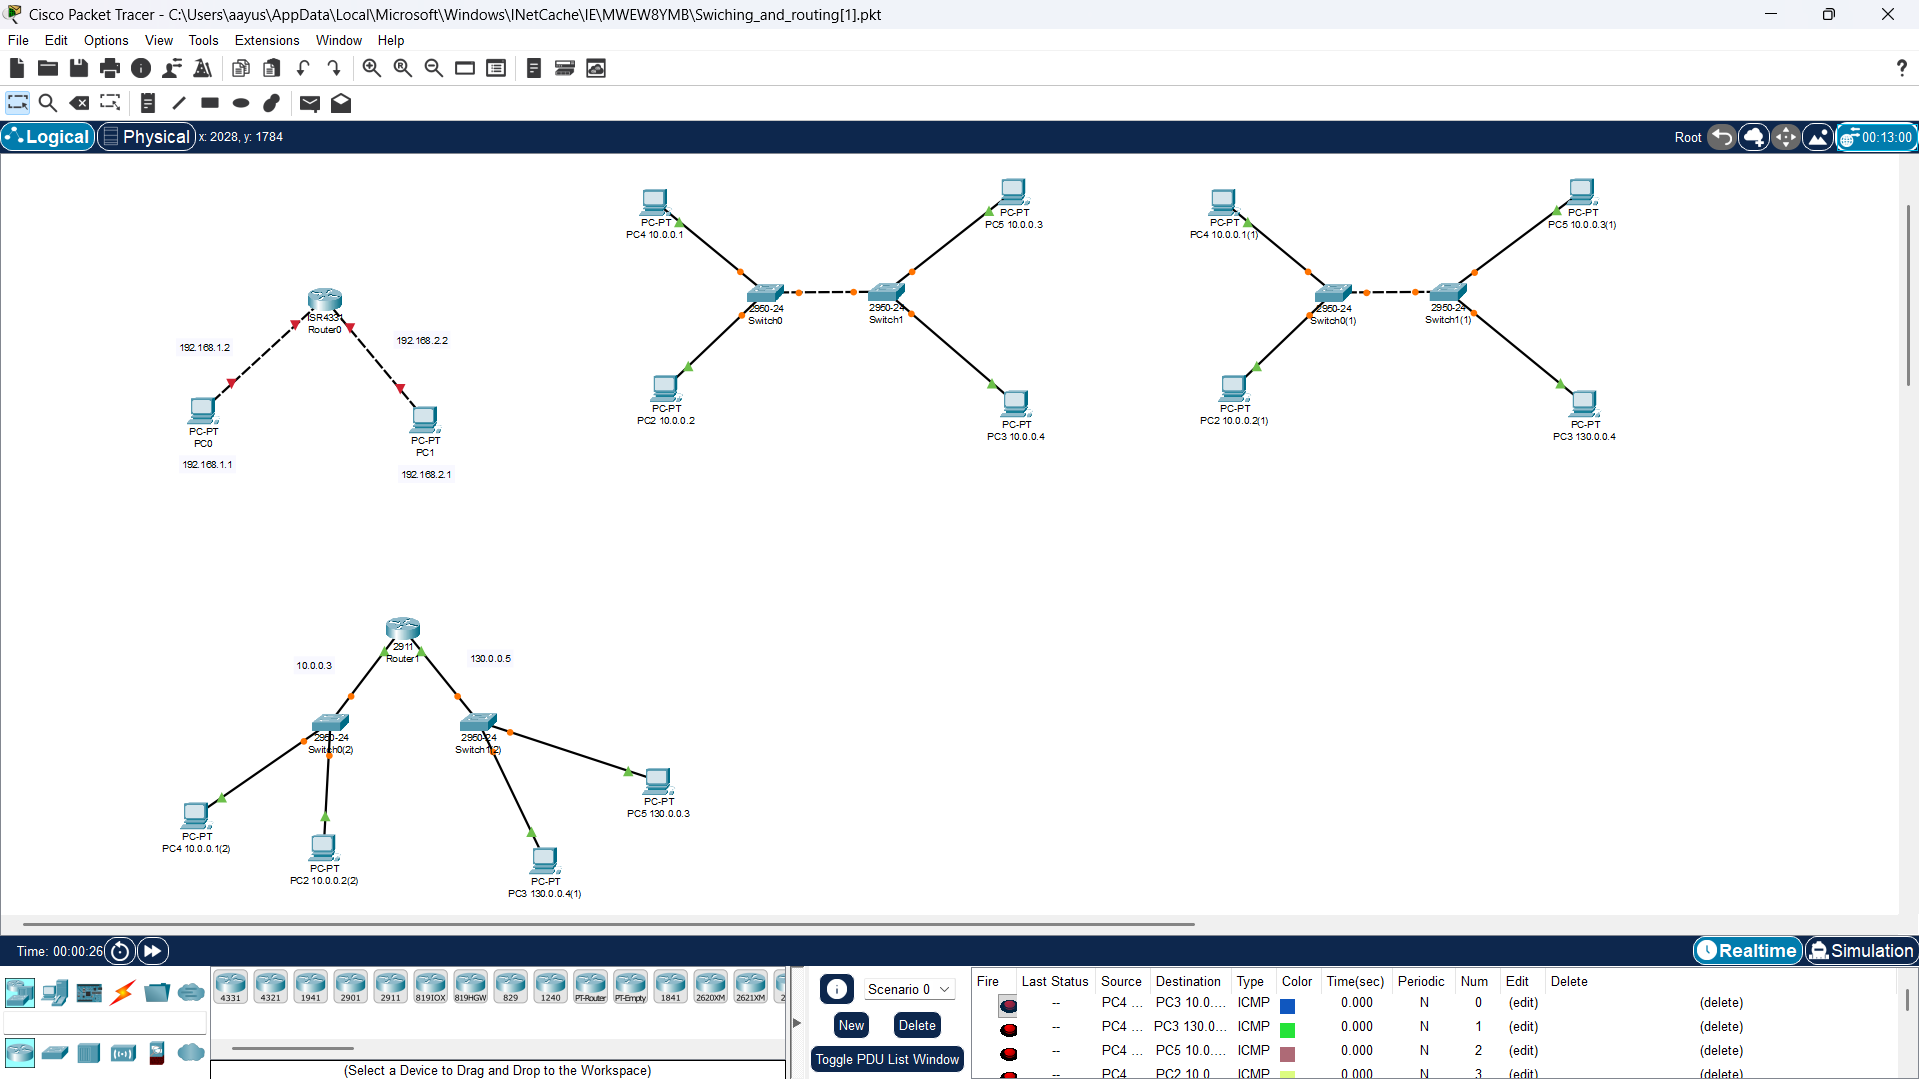 Cisco Packet Tracer - C:\Users\aayus\AppData\Local\Microsoft\Windows\INetCache\IE\MWEW8YMB\Swiching_and_routing[1].pkt
File Edit Options View Tools Extensions Window Help
?
Logical Physical x: 2028, y: 1784 Root 00:13:00
PC-PT
PC4 10.0.0.1
PC-PT
PC5 10.0.0.3
2950-24
Switch0
2950-24
Switch1
PC-PT
PC2 10.0.0.2
PC-PT
PC3 10.0.0.4
PC-PT
PC4 10.0.0.1(1)
PC-PT
PC5 10.0.0.3(1)
2950-24
Switch0(1)
2950-24
Switch1(1)
PC-PT
PC2 10.0.0.2(1)
PC-PT
PC3 130.0.0.4
ISR4331
Router0
192.168.1.2
192.168.2.2
PC-PT
PC0
192.168.1.1
PC-PT
PC1
192.168.2.1
2911
Router1
10.0.0.3
130.0.0.5
2950-24
Switch0(2)
2950-24
Switch1(2)
PC-PT
PC5 130.0.0.3
PC-PT
PC4 10.0.0.1(2)
PC-PT
PC2 10.0.0.2(2)
PC-PT
PC3 130.0.0.4(1)
Time: 00:00:26 Realtime Simulation
4331 4321 1941 2901 2911 819IOX 819HGW 829 1240 PT-Router PT-Empty 1841 2620XM 2621XM 2
(Select a Device to Drag and Drop to the Workspace)
Scenario 0
New Delete
Toggle PDU List Window
Fire Last Status Source Destination Type Color Time(sec) Periodic Num Edit Delete
-- PC4 ... PC3 10.0.... ICMP 0.000 N 0 (edit) (delete)
-- PC4 ... PC3 130.0... ICMP 0.000 N 1 (edit) (delete)
-- PC4 ... PC5 10.0.... ICMP 0.000 N 2 (edit) (delete)
-- PC4 PC2 10.0 ICMP 0.000 N 3 (edit) (delete)